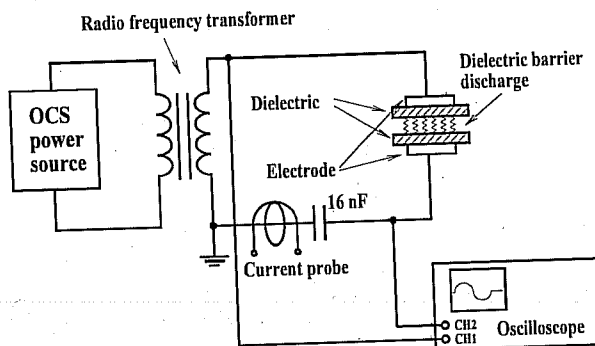 Radio frequency transformer
OCS
power
source
Dielectric
Electrode
Dielectric barrier
discharge
16 nF
Current probe
CH2
CH1
Oscilloscope